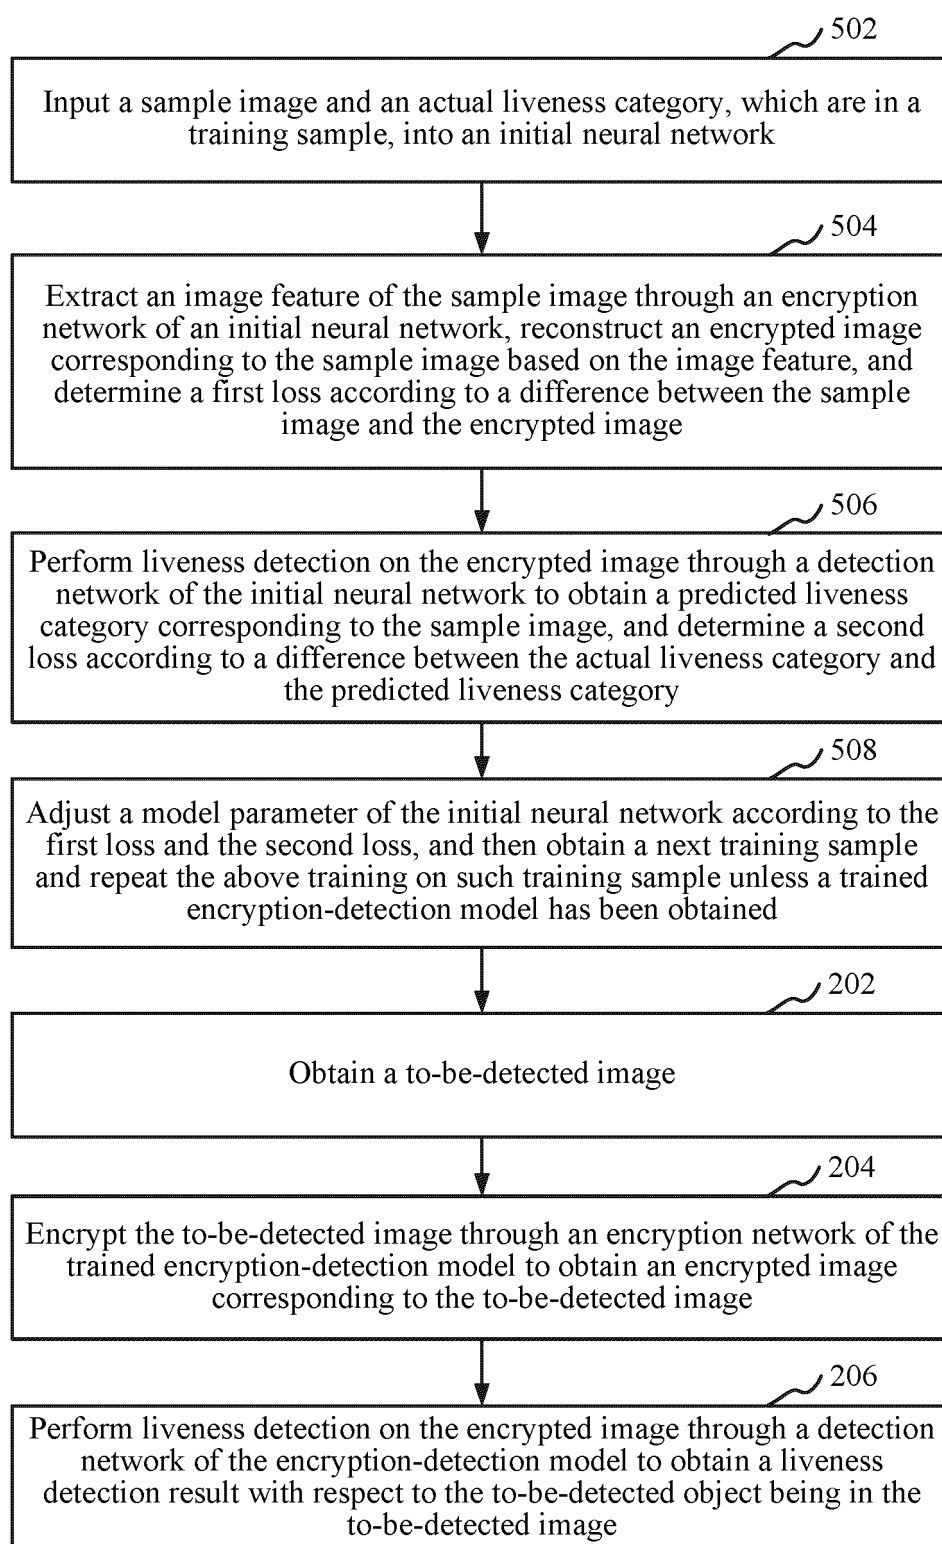 502
Input a sample image and an actual liveness category, which are in a
training sample, into an initial neural network
504
Extract an image feature of the sample image through an encryption
network of an initial neural network, reconstruct an encrypted image
corresponding to the sample image based on the image feature, and
determine a first loss according to a difference between the sample
image and the encrypted image
506
Perform liveness detection on the encrypted image through a detection
network of the initial neural network to obtain a predicted liveness
category corresponding to the sample image, and determine a second
loss according to a difference between the actual liveness category and
the predicted liveness category
508
Adjust a model parameter of the initial neural network according to the
first loss and the second loss, and then obtain a next training sample
and repeat the above training on such training sample unless a trained
encryption-detection model has been obtained
202
Obtain a to-be-detected image
204
Encrypt the to-be-detected image through an encryption network of the
trained encryption-detection model to obtain an encrypted image
corresponding to the to-be-detected image
206
Perform liveness detection on the encrypted image through a detection
network of the encryption-detection model to obtain a liveness
detection result with respect to the to-be-detected object being in the
to-be-detected image